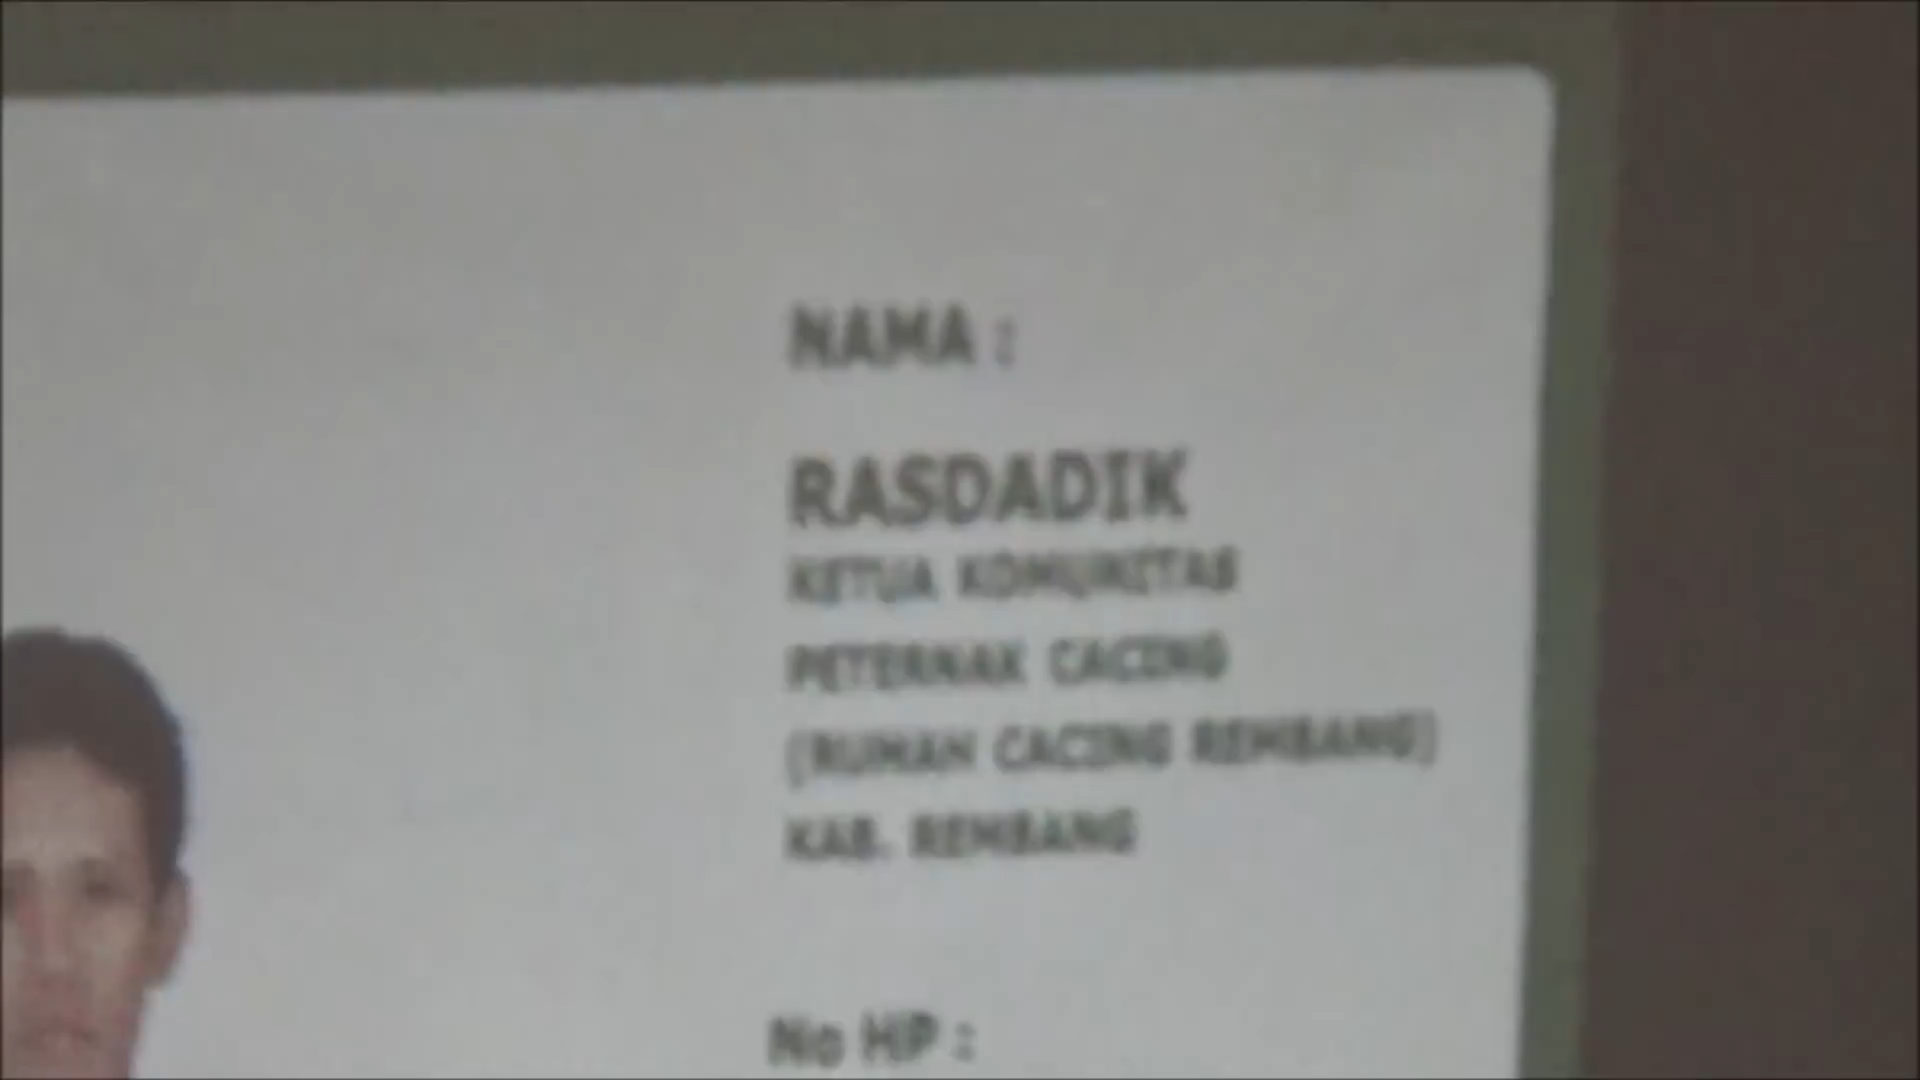 NAMA :
RASDADIK
KETUA KOMUNITAS
PETERNAK CACING
(RUMAH CACING REMBANG)
KAB. REMBANG
No HP :